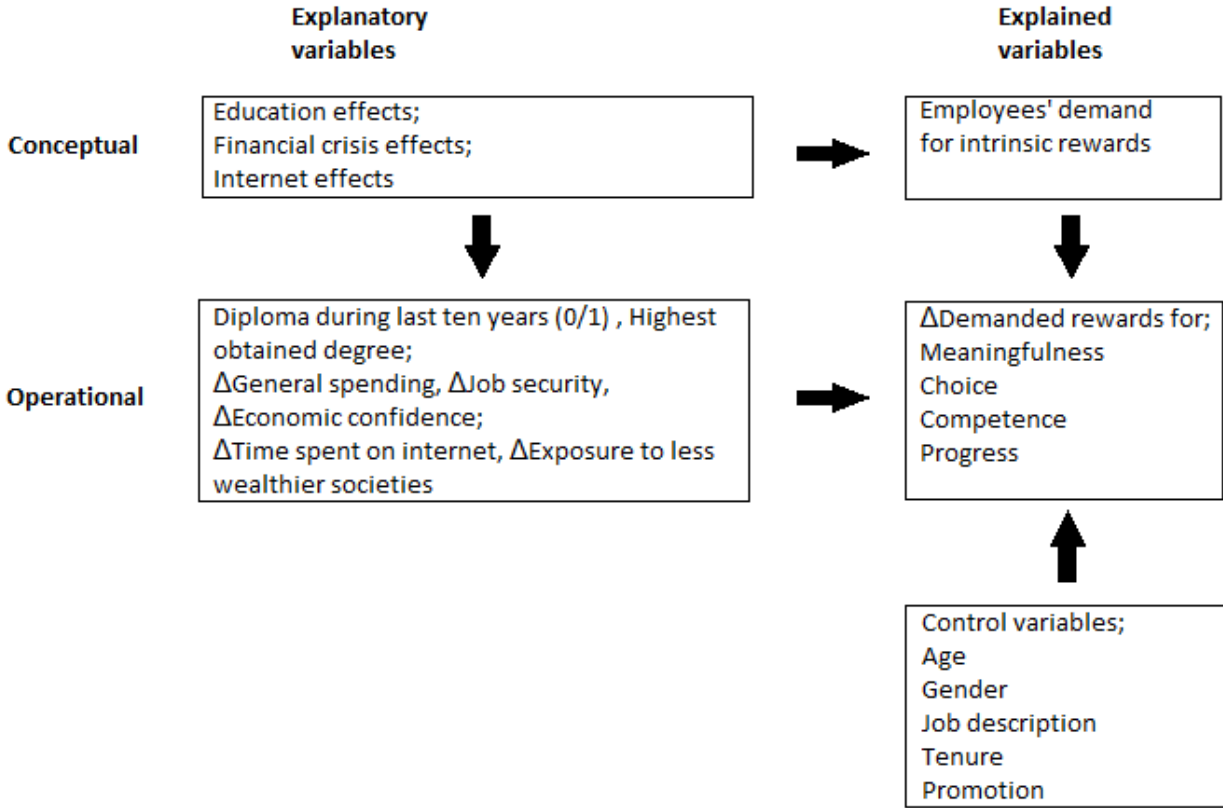 Explanatory
variables
Explained
variables
Conceptual
Education effects;
Financial crisis effects;
Internet effects
Employees' demand
for intrinsic rewards
Operational
Diploma during last ten years (0/1) , Highest
obtained degree;
ΔGeneral spending, ΔJob security,
ΔEconomic confidence;
ΔTime spent on internet, ΔExposure to less
wealthier societies
ΔDemanded rewards for;
Meaningfulness
Choice
Competence
Progress
Control variables;
Age
Gender
Job description
Tenure
Promotion